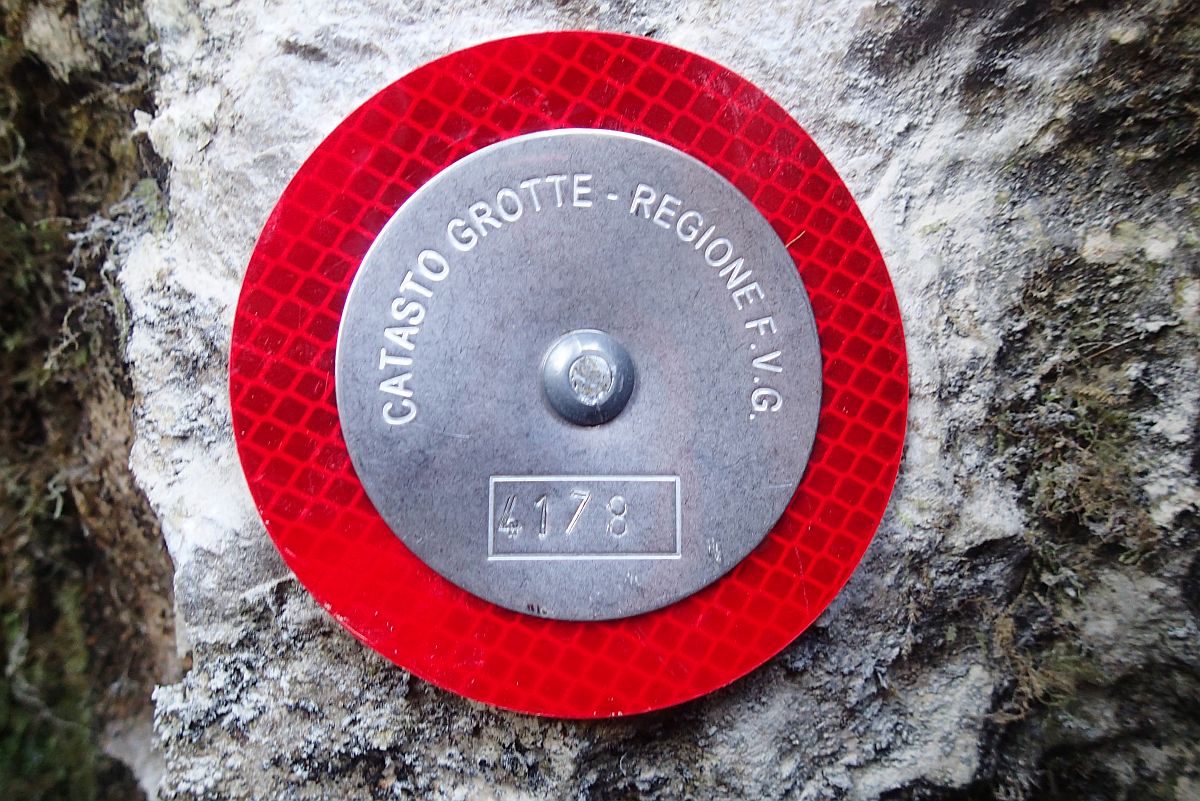 CATASTO GROTTE - REGIONE F.V.G.
4178